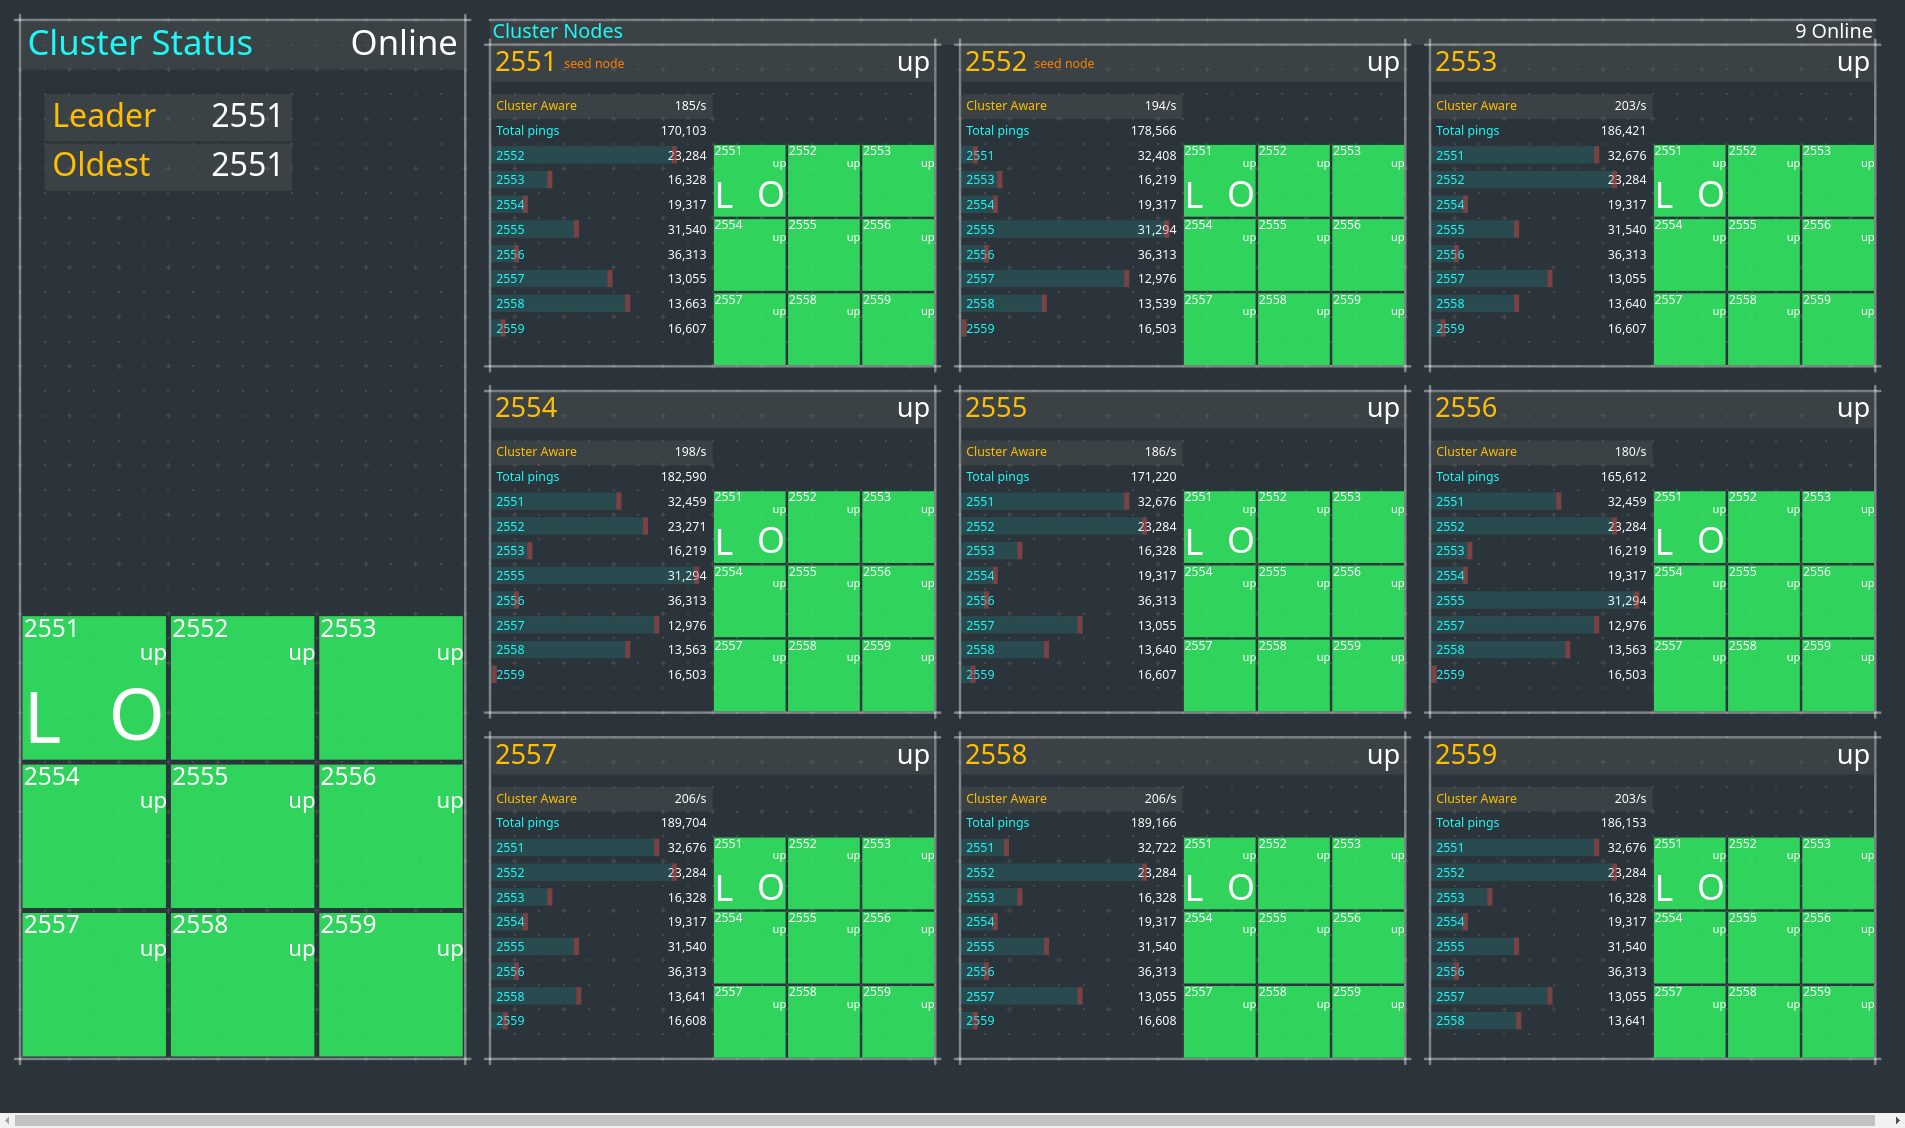 Cluster Status Online
Leader 2551
Oldest 2551
2551 2552 2553
up up up
L O
2554 2555 2556
up up up
2557 2558 2559
up up up
Cluster Nodes 9 Online
2551 seed node up
Cluster Aware 185/s
Total pings 170,103
2552 23,284
2553 16,328
2554 19,317
2555 31,540
2556 36,313
2557 13,055
2558 13,663
2559 16,607
2551 2552 2553
up up up
L O
2554 2555 2556
up up up
2557 2558 2559
up up up
2552 seed node up
Cluster Aware 194/s
Total pings 178,566
2551 32,408
2553 16,219
2554 19,317
2555 31,294
2556 36,313
2557 12,976
2558 13,539
2559 16,503
2551 2552 2553
up up up
L O
2554 2555 2556
up up up
2557 2558 2559
up up up
2553 up
Cluster Aware 203/s
Total pings 186,421
2551 32,676
2552 23,284
2554 19,317
2555 31,540
2556 36,313
2557 13,055
2558 13,640
2559 16,607
2551 2552 2553
up up up
L O
2554 2555 2556
up up up
2557 2558 2559
up up up
2554 up
Cluster Aware 198/s
Total pings 182,590
2551 32,459
2552 23,271
2553 16,219
2555 31,294
2556 36,313
2557 12,976
2558 13,563
2559 16,503
2551 2552 2553
up up up
L O
2554 2555 2556
up up up
2557 2558 2559
up up up
2555 up
Cluster Aware 186/s
Total pings 171,220
2551 32,676
2552 23,284
2553 16,328
2554 19,317
2556 36,313
2557 13,055
2558 13,640
2559 16,607
2551 2552 2553
up up up
L O
2554 2555 2556
up up up
2557 2558 2559
up up up
2556 up
Cluster Aware 180/s
Total pings 165,612
2551 32,459
2552 23,284
2553 16,219
2554 19,317
2555 31,294
2557 12,976
2558 13,563
2559 16,503
2551 2552 2553
up up up
L O
2554 2555 2556
up up up
2557 2558 2559
up up up
2557 up
Cluster Aware 206/s
Total pings 189,704
2551 32,676
2552 23,284
2553 16,328
2554 19,317
2555 31,540
2556 36,313
2558 13,641
2559 16,608
2551 2552 2553
up up up
L O
2554 2555 2556
up up up
2557 2558 2559
up up up
2558 up
Cluster Aware 206/s
Total pings 189,166
2551 32,722
2552 23,284
2553 16,328
2554 19,317
2555 31,540
2556 36,313
2557 13,055
2559 16,608
2551 2552 2553
up up up
L O
2554 2555 2556
up up up
2557 2558 2559
up up up
2559 up
Cluster Aware 203/s
Total pings 186,153
2551 32,676
2552 23,284
2553 16,328
2554 19,317
2555 31,540
2556 36,313
2557 13,055
2558 13,641
2551 2552 2553
up up up
L O
2554 2555 2556
up up up
2557 2558 2559
up up up